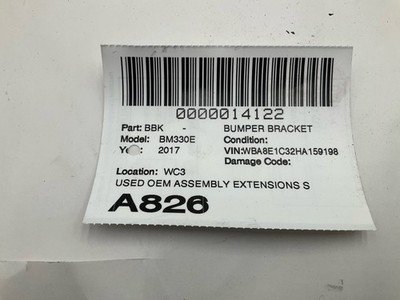 0000014122
Part: BBK - BUMPER BRACKET
Model: BM330E Condition:
2017 VIN:WBA8E1C32HA159198
Damage Code:
Location: WC3
USED OEM ASSEMBLY EXTENSIONS S
A826